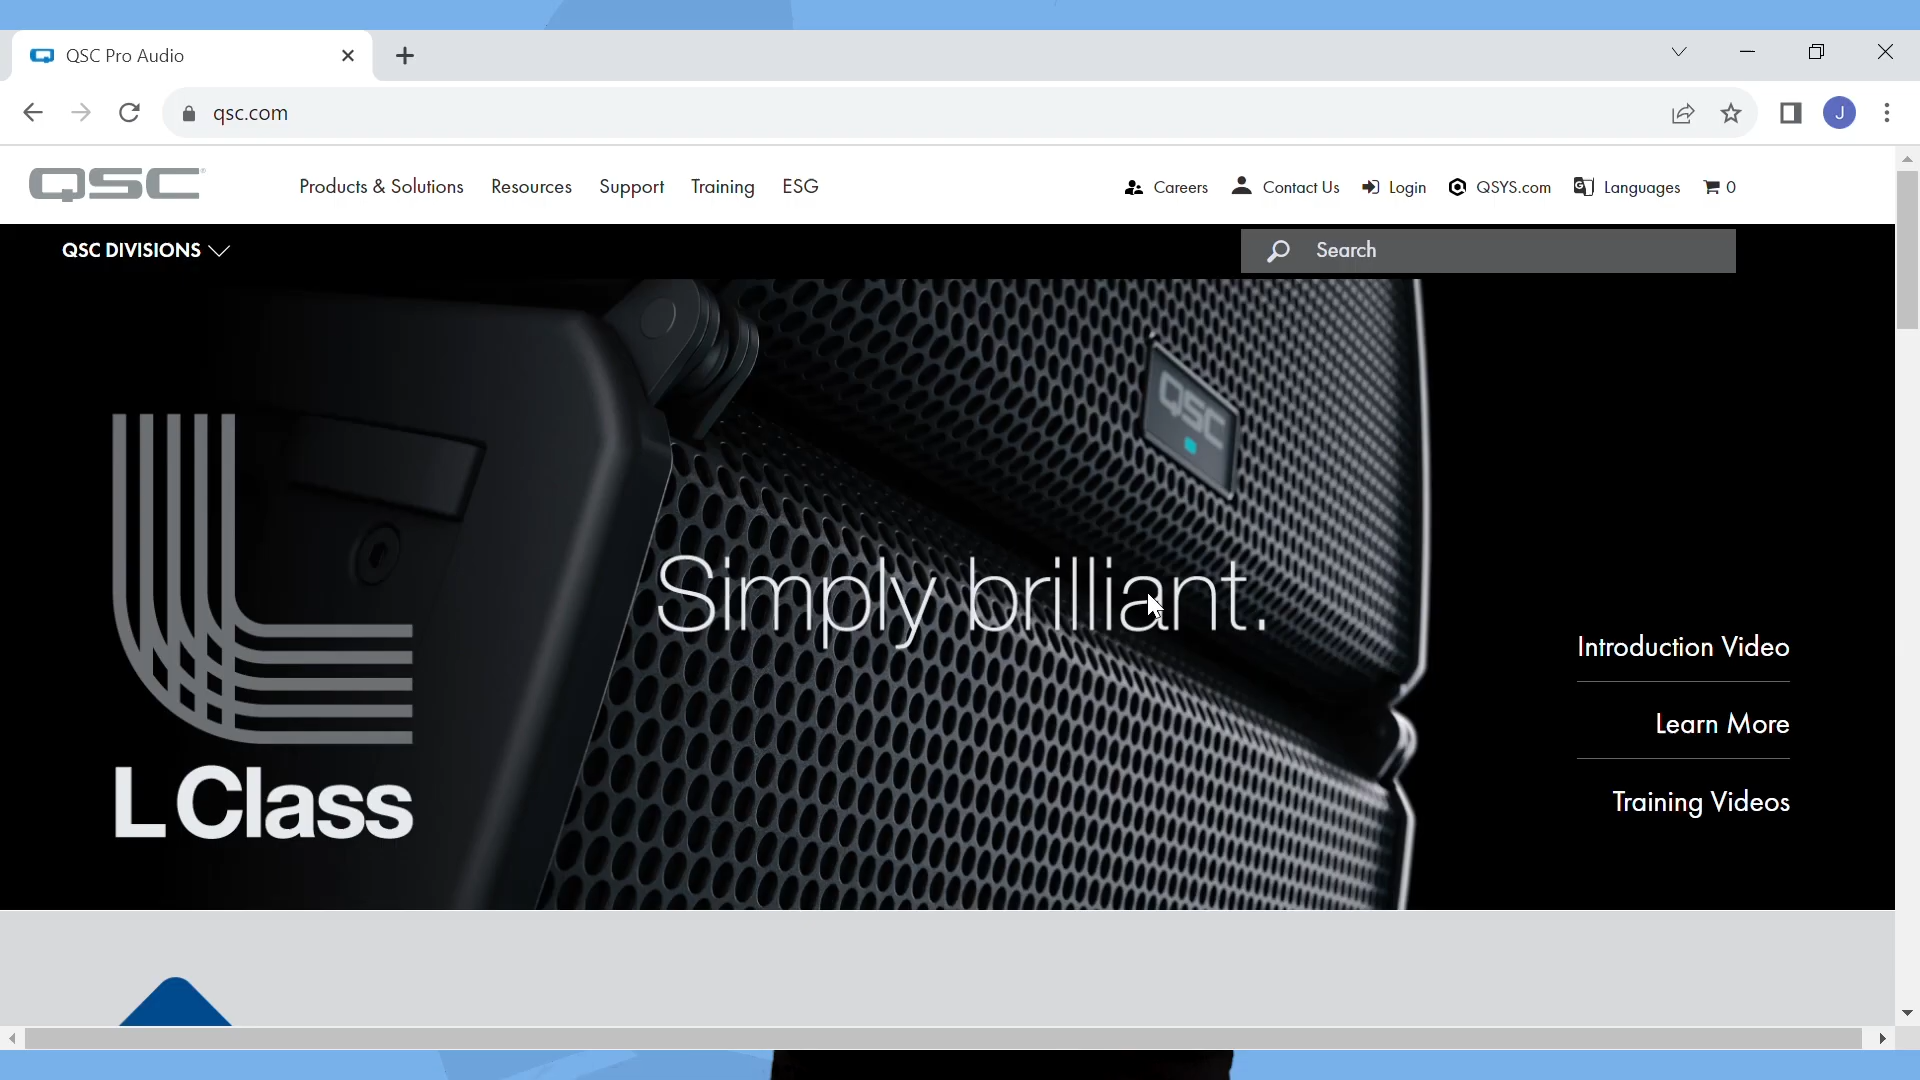 QSC Pro Audio
qsc.com
J
QSC
Products & Solutions Resources Support Training ESG
Careers Contact Us Login QSYS.com Languages 0
QSC DIVISIONS
Search
QSC
Simply brilliant.
L Class
Introduction Video
Learn More
Training Videos